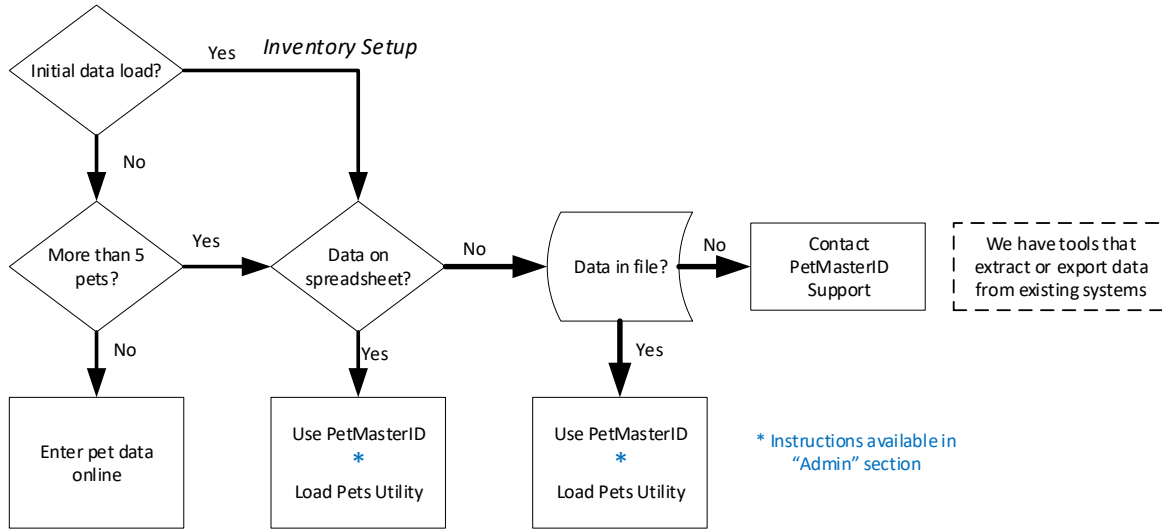 Inventory Setup
Yes
Initial data load?
No
More than 5
pets?
Yes
Data on
spreadsheet?
No
Data in file?
No
Contact
PetMasterID
Support
We have tools that
extract or export data
from existing systems
No
Yes
Yes
Enter pet data
online
Use PetMasterID
*
Load Pets Utility
Use PetMasterID
*
Load Pets Utility
* Instructions available in
“Admin” section